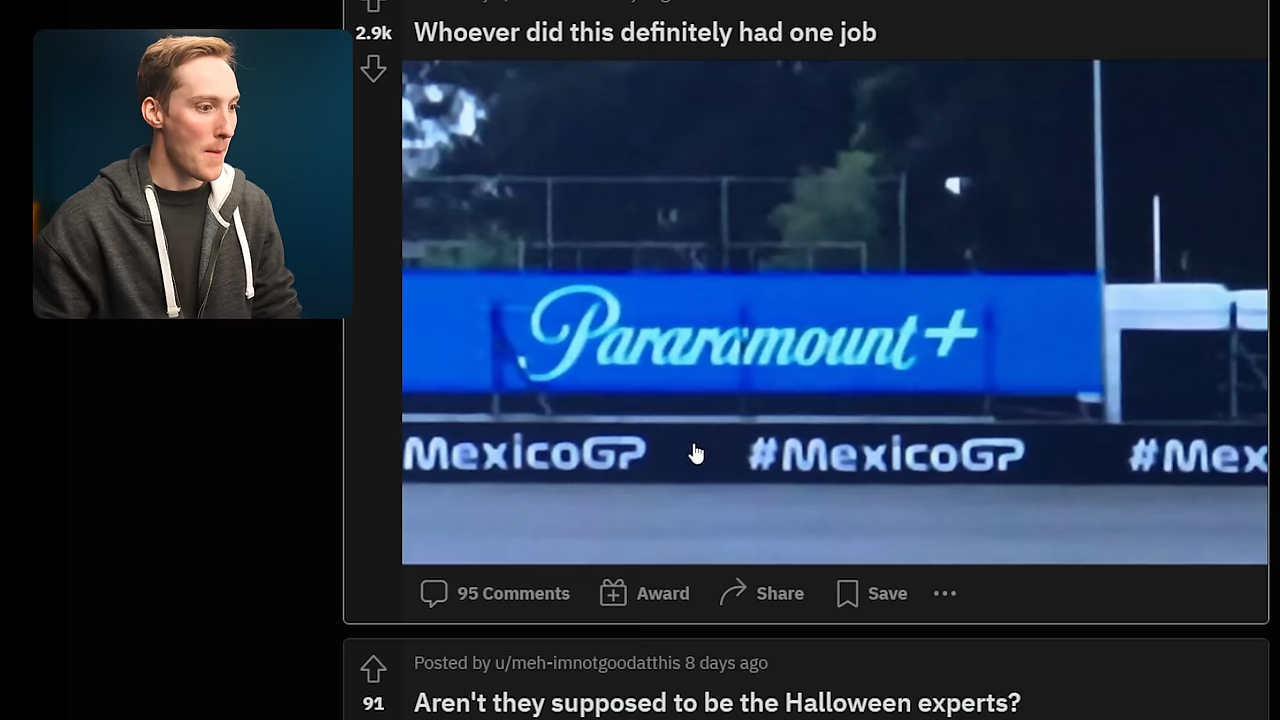 2.9k
Whoever did this definitely had one job
Pararamount+
MexicoGP #MexicoGP #Mex
95 Comments Award Share Save
Posted by u/meh-imnotgoodatthis 8 days ago
91
Aren't they supposed to be the Halloween experts?